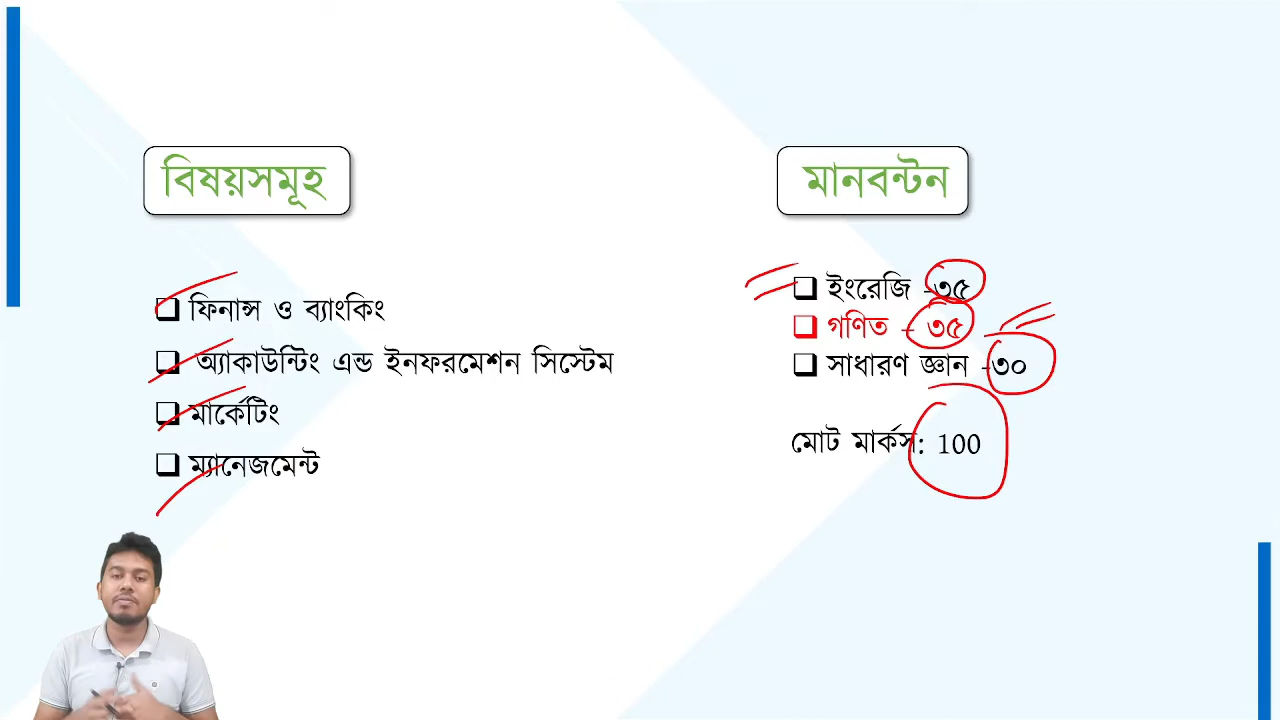 বিষয়সমূহ
ফিনান্স ও ব্যাংকিং
অ্যাকাউন্টিং এন্ড ইনফরমেশন সিস্টেম
মার্কেটিং
ম্যানেজমেন্ট
মানবন্টন
ইংরেজি -৩৫
গণিত - ৩৫
সাধারণ জ্ঞান -৩০
মোট মার্কস: 100